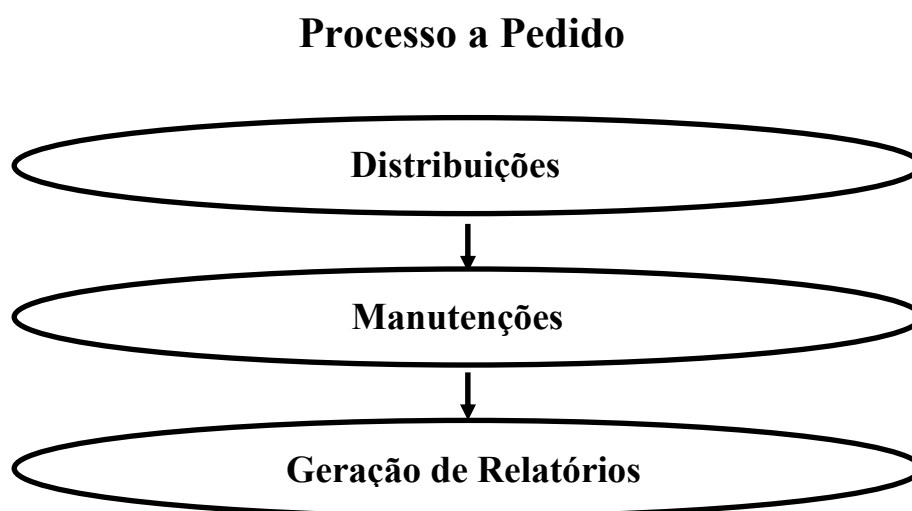 Processo a Pedido
Distribuições
Manutenções
Geração de Relatórios